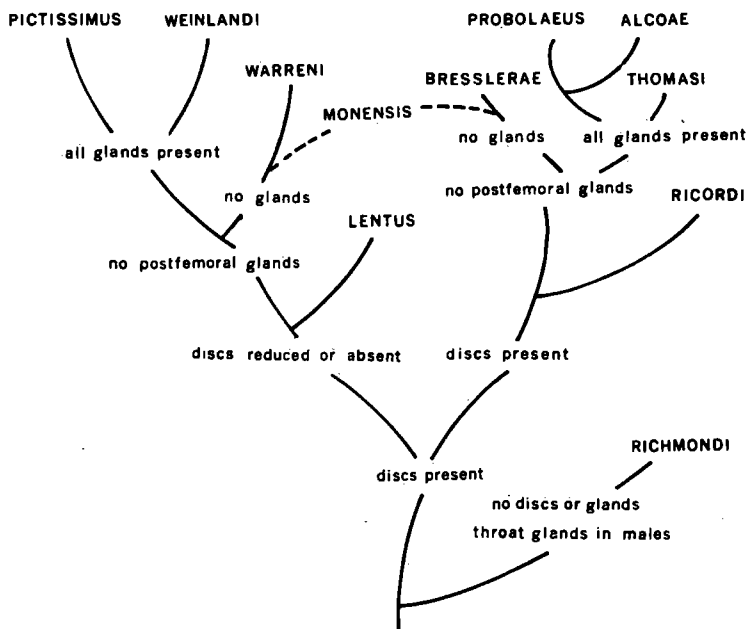 PICTISSIMUS
WEINLANDI
PROBOLAEUS
ALCOAE
WARRENI
BRESSLERAE
THOMASI
MONENSIS
all glands present
no glands
all glands present
no glands
no postfemoral glands
RICORDI
LENTUS
no postfemoral glands
discs reduced or absent
discs present
discs present
RICHMONDI
no discs or glands
throat glands in males